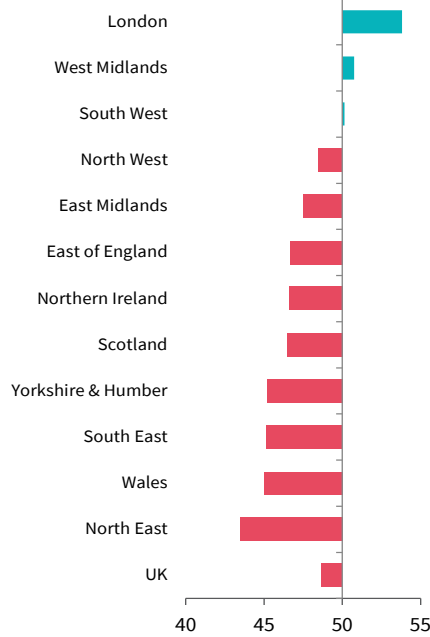 London
West Midlands
South West
North West
East Midlands
East of England
Northern Ireland
Scotland
Yorkshire & Humber
South East
Wales
North East
UK
40 45 50 55